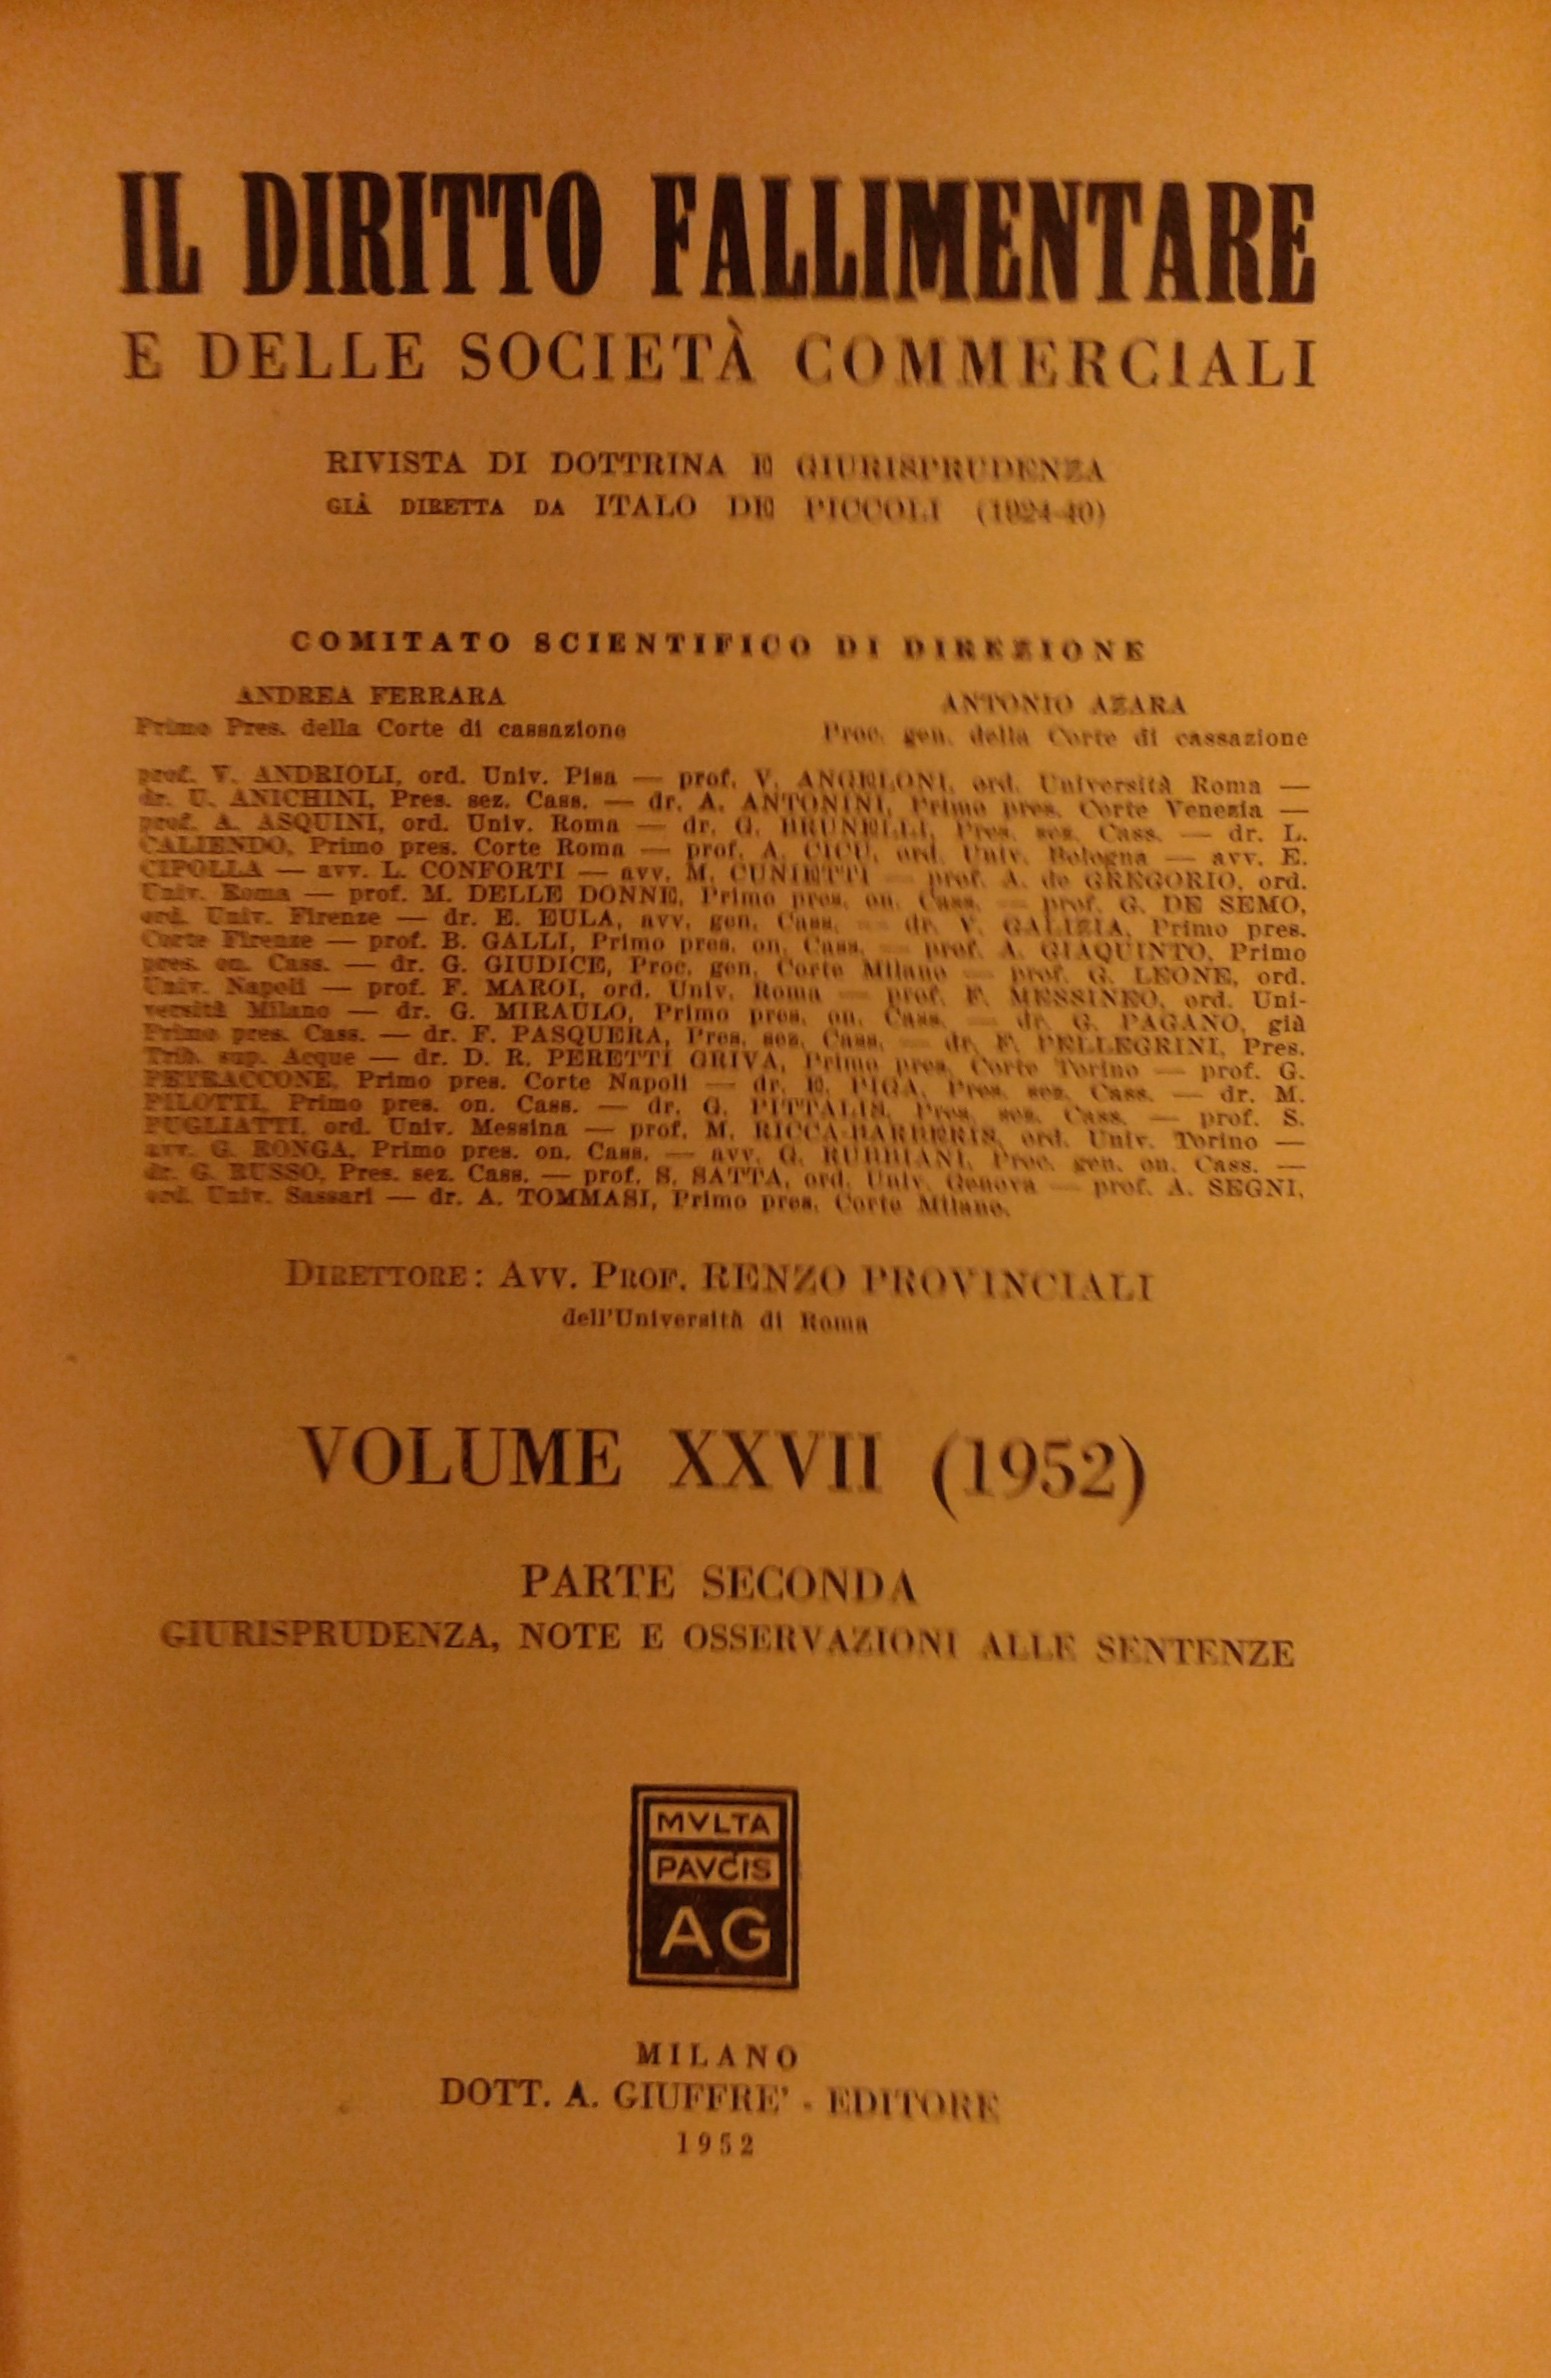 IL DIRITTO FALLIMENTARE
E DELLE SOCIETÀ COMMERCIALI
RIVISTA DI DOTTRINA E GIURISPRUDENZA
GIÀ DIRETTA DA ITALO DE PICCOLI (1924-40)
COMITATO SCIENTIFICO DI DIREZIONE
ANDREA FERRARA
Primo Pres. della Corte di cassazione
ANTONIO AZARA
Proc. gen. della Corte di cassazione
prof. V. ANDRIOLI, ord. Univ. Pisa — prof. V. ANGELONI, ord. Università Roma —
dr. U. ANICHINI, Pres. sez. Cass. — dr. A. ANTONINI, Primo pres. Corte Venezia —
prof. A. ASQUINI, ord. Univ. Roma — dr. G. BRUNELLI, Pres. sez. Cass. — dr. L.
CALIENDO, Primo pres. Corte Roma — prof. A. CICU, ord. Univ. Bologna — avv. E.
CIPOLLA — avv. L. CONFORTI — avv. M. CUNIETTI — prof. A. de GREGORIO, ord.
Univ. Roma — prof. M. DELLE DONNE, Primo pres. on. Cass. — prof. G. DE SEMO,
ord. Univ. Firenze — dr. E. EULA, avv. gen. Cass. — dr. V. GALIZIA, Primo pres.
Corte Firenze — prof. B. GALLI, Primo pres. on. Cass. — prof. A. GIAQUINTO, Primo
pres. on. Cass. — dr. G. GIUDICE, Proc. gen. Corte Milano — prof. G. LEONE, ord.
Univ. Napoli — prof. F. MAROI, ord. Univ. Roma — prof. F. MESSINEO, ord. Uni-
versità Milano — dr. G. MIRAULO, Primo pres. on. Cass. — dr. G. PAGANO, già
Primo pres. Cass. — dr. F. PASQUERA, Pres. sez. Cass. — dr. F. PELLEGRINI, Pres.
Trib. sup. Acque — dr. D. R. PERETTI GRIVA, Primo pres. Corte Torino — prof. G.
PETRACCONE, Primo pres. Corte Napoli — dr. E. PIGA, Pres. sez. Cass. — dr. M.
PILOTTI, Primo pres. on. Cass. — dr. G. PITTALIS, Pres. sez. Cass. — prof. S.
PUGLIATTI, ord. Univ. Messina — prof. M. RICCA-BARBERIS, ord. Univ. Torino —
avv. G. RONGA, Primo pres. on. Cass. — avv. G. RUBBIANI, Proc. gen. on. Cass. —
dr. G. RUSSO, Pres. sez. Cass. — prof. S. SATTA, ord. Univ. Genova — prof. A. SEGNI,
ord. Univ. Sassari — dr. A. TOMMASI, Primo pres. Corte Milano.
DIRETTORE: AVV. PROF. RENZO PROVINCIALI
dell'Università di Roma
VOLUME XXVII (1952)
PARTE SECONDA
GIURISPRUDENZA, NOTE E OSSERVAZIONI ALLE SENTENZE
MVLTA
PAVCIS
AG
MILANO
DOTT. A. GIUFFRE' - EDITORE
1952